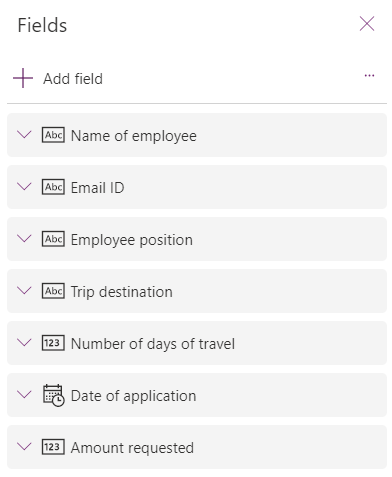 Fields
Add field
...
Abc Name of employee
Abc Email ID
Abc Employee position
Abc Trip destination
123 Number of days of travel
Date of application
123 Amount requested